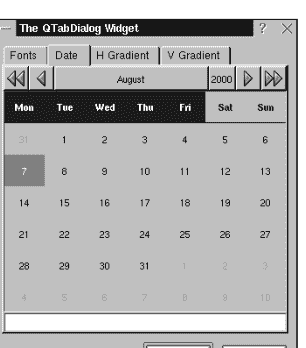 The QTabDialog Widget ?
Fonts Date H Gradient V Gradient
August 2000
Mon Tue Wed Thu Fri Sat Sun
31 1 2 3 4 5 6
7 8 9 10 11 12 13
14 15 16 17 18 19 20
21 22 23 24 25 26 27
28 29 30 31 1 2 3
4 5 6 7 8 9 10